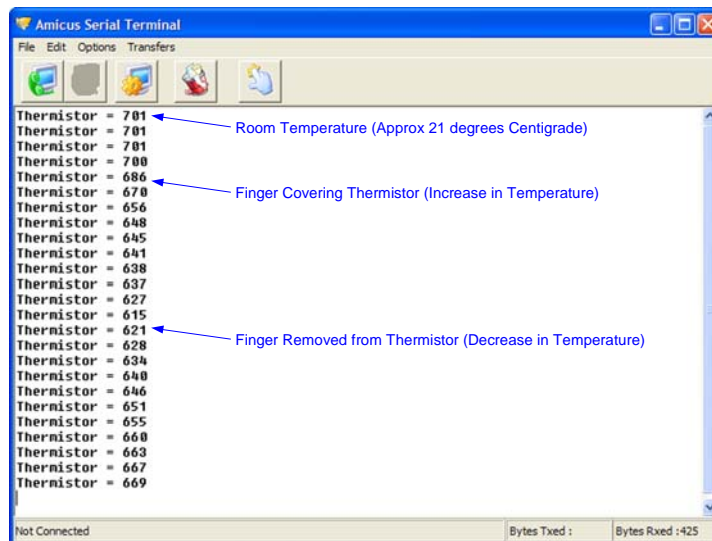 Amicus Serial Terminal
File Edit Options Transfers
Thermistor = 701
Room Temperature (Approx 21 degrees Centigrade)
Thermistor = 701
Thermistor = 701
Thermistor = 700
Thermistor = 686
Finger Covering Thermistor (Increase in Temperature)
Thermistor = 670
Thermistor = 656
Thermistor = 648
Thermistor = 645
Thermistor = 641
Thermistor = 638
Thermistor = 637
Thermistor = 627
Thermistor = 615
Thermistor = 621
Finger Removed from Thermistor (Decrease in Temperature)
Thermistor = 628
Thermistor = 634
Thermistor = 640
Thermistor = 646
Thermistor = 651
Thermistor = 655
Thermistor = 660
Thermistor = 663
Thermistor = 667
Thermistor = 669
Not Connected Bytes Txed : Bytes Rxed :425